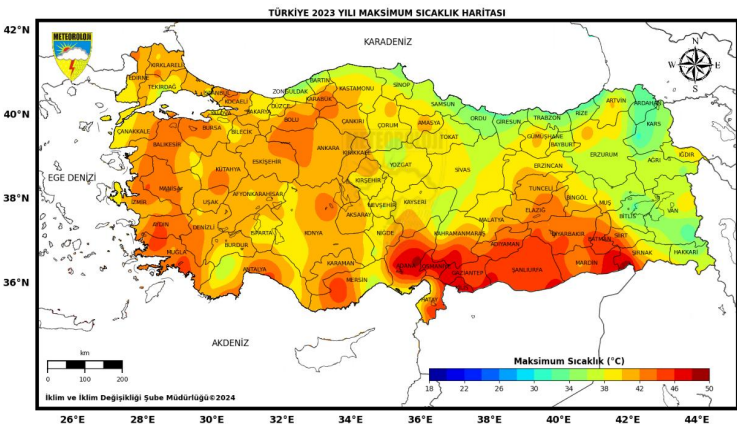 TÜRKİYE 2023 YILI MAKSİMUM SICAKLIK HARİTASI
42°N
40°N
38°N
36°N
METEOROLOJİ
KARADENİZ
N
W E
S
KIRKLARELİ
EDİRNE
TEKİRDAĞ
İSTANBUL
KOCAELİ
YALOVA
SAKARYA
DÜZCE
ZONGULDAK
BARTIN
KARABÜK
KASTAMONU
SİNOP
SAMSUN
ORDU
GİRESUN
TRABZON
RİZE
ARTVİN
ARDAHAN
KARS
ÇANAKKALE
BALIKESİR
BURSA
BİLECİK
BOLU
ÇANKIRI
ÇORUM
AMASYA
TOKAT
GÜMÜŞHANE
BAYBURT
ERZURUM
AĞRI
IĞDIR
KÜTAHYA
ESKİŞEHİR
ANKARA
KIRIKKALE
YOZGAT
SİVAS
ERZİNCAN
TUNCELİ
BİNGÖL
MUŞ
BİTLİS
VAN
EGE DENİZİ
MANİSA
İZMİR
UŞAK
AFYONKARAHİSAR
KIRŞEHİR
NEVŞEHİR
KAYSERİ
MALATYA
ELAZIĞ
AYDIN
DENİZLİ
ISPARTA
BURDUR
KONYA
AKSARAY
NİĞDE
KAHRAMANMARAŞ
ADIYAMAN
DİYARBAKIR
BATMAN
SİİRT
ŞIRNAK
HAKKARİ
MUĞLA
ANTALYA
KARAMAN
MERSİN
ADANA
OSMANİYE
GAZİANTEP
ŞANLIURFA
MARDİN
HATAY
AKDENİZ
km
0 100 200
Maksimum Sıcaklık (°C)
18 22 26 30 34 38 42 46 50
İklim ve İklim Değişikliği Şube Müdürlüğü©2024
26°E 28°E 30°E 32°E 34°E 36°E 38°E 40°E 42°E 44°E